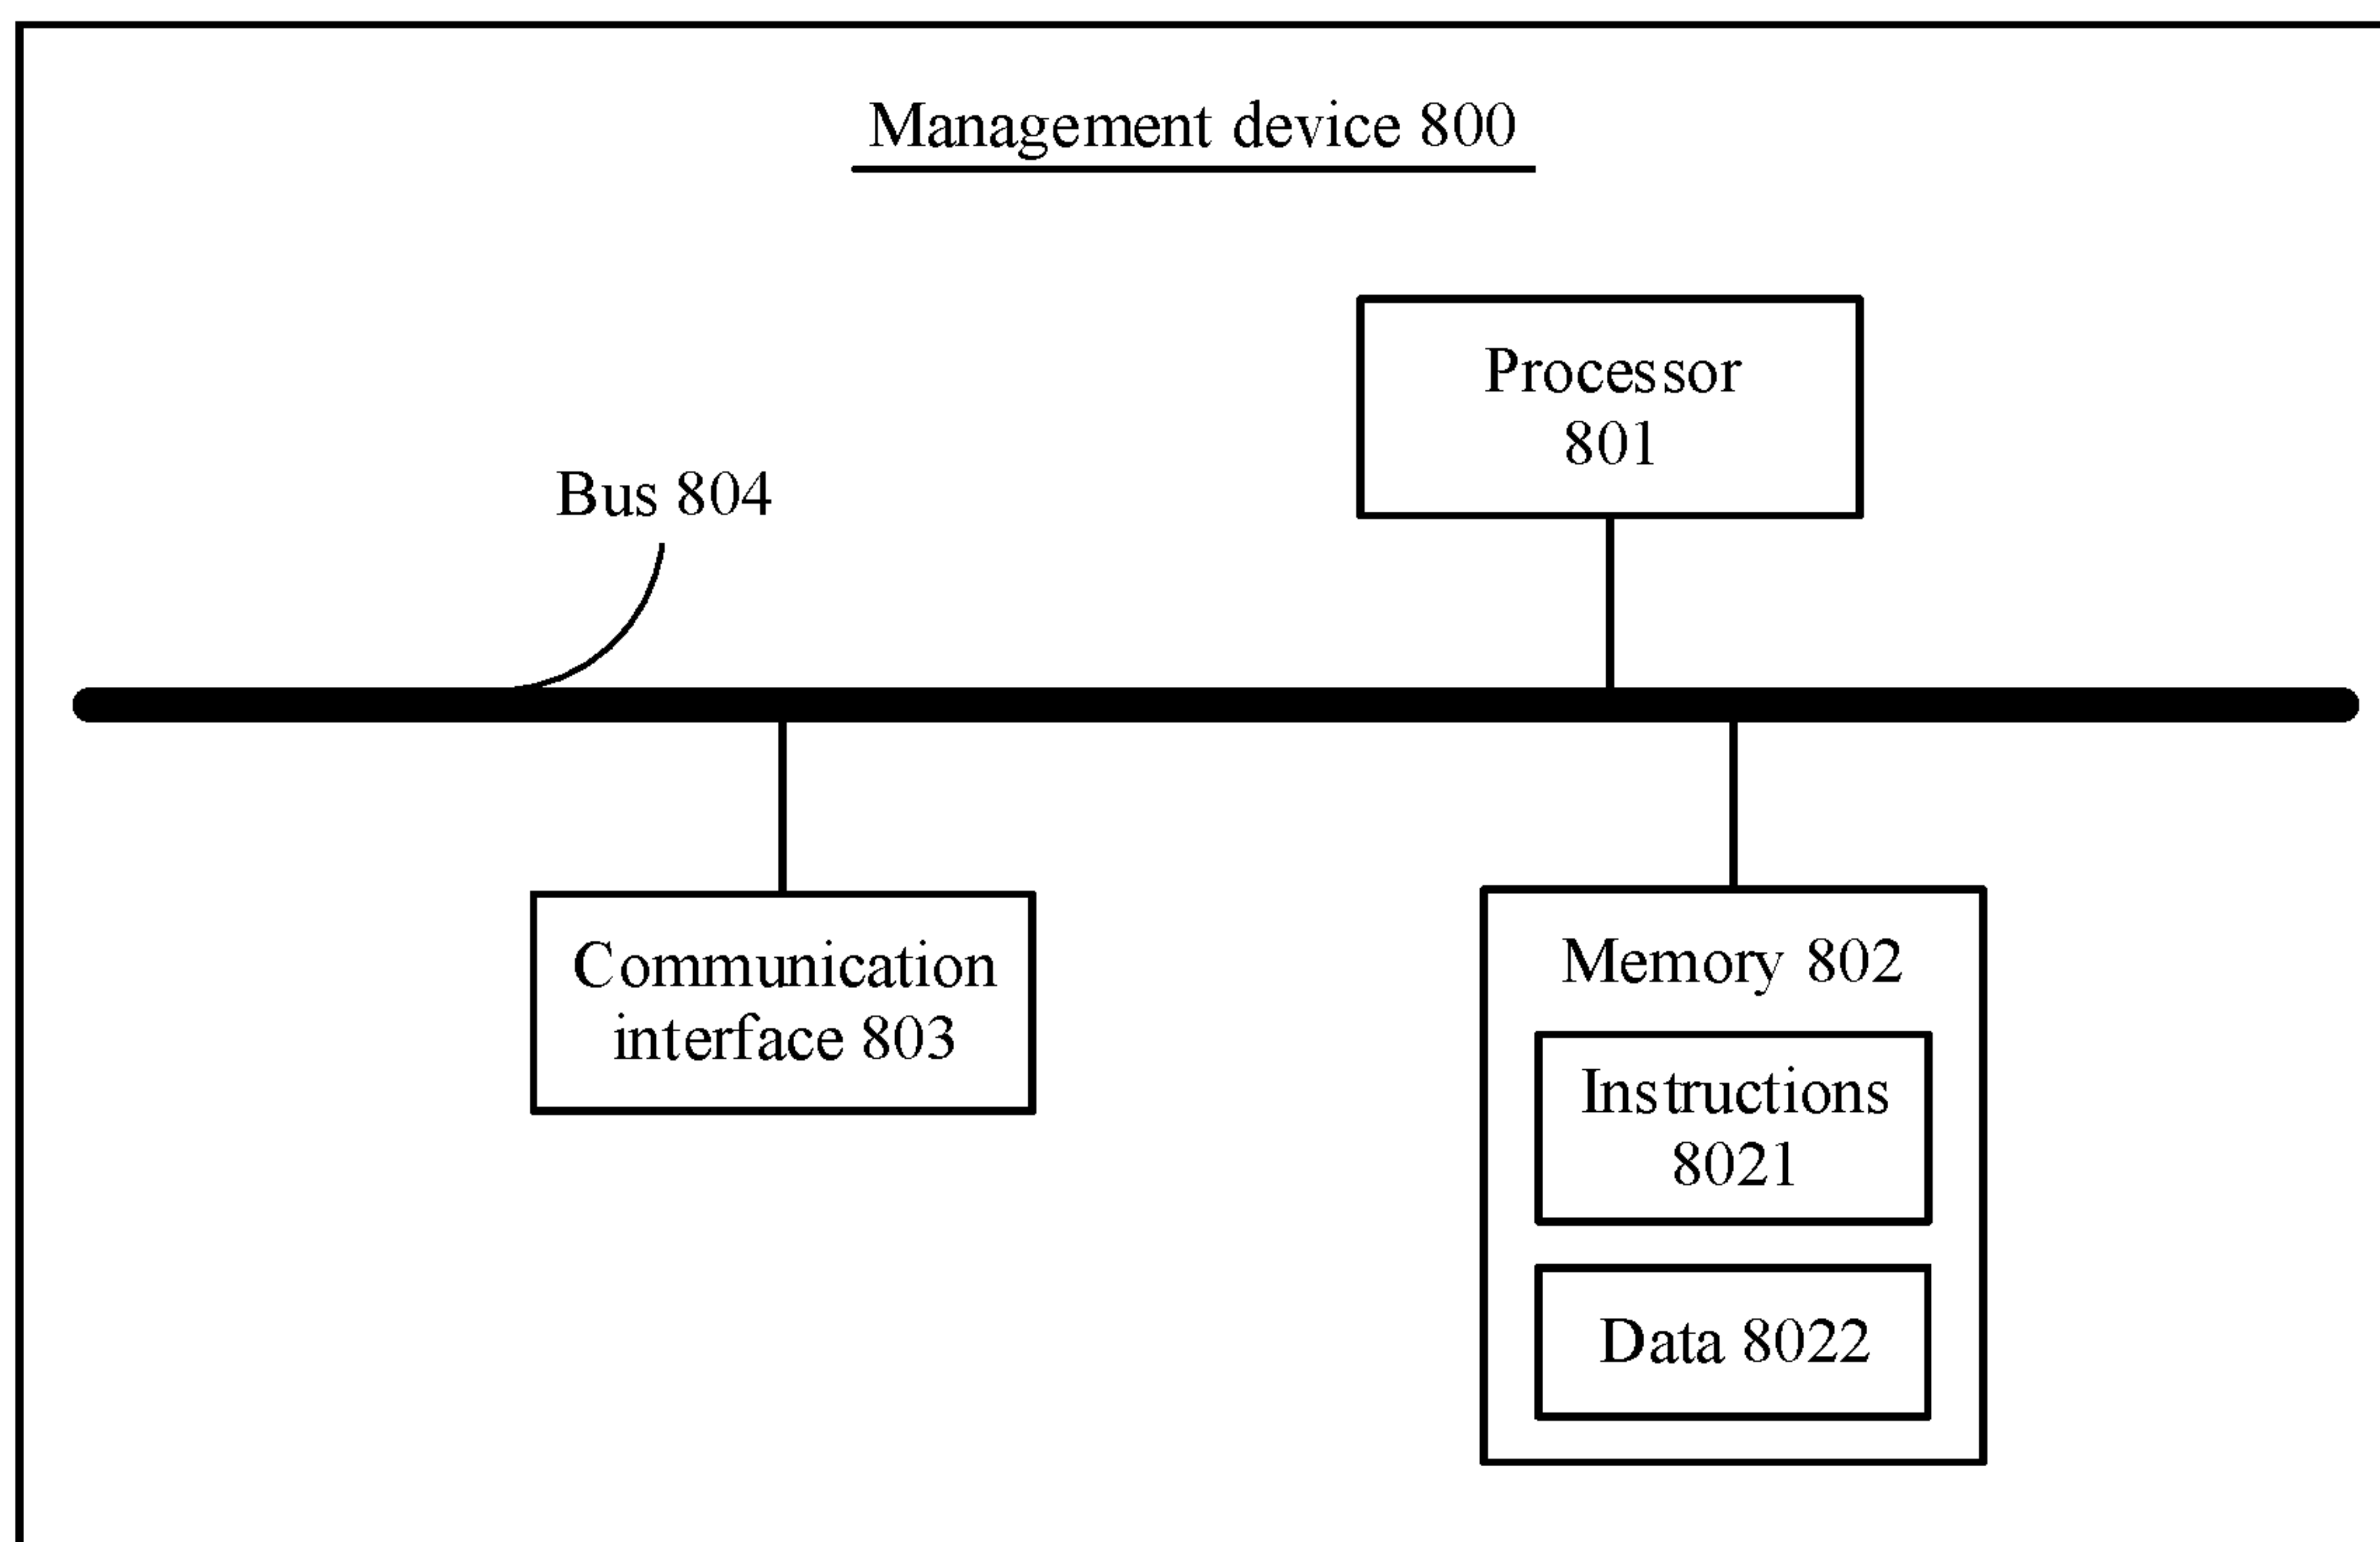 Management device 800
Processor
801
Bus 804
Communication
interface 803
Memory 802
Instructions
8021
Data 8022